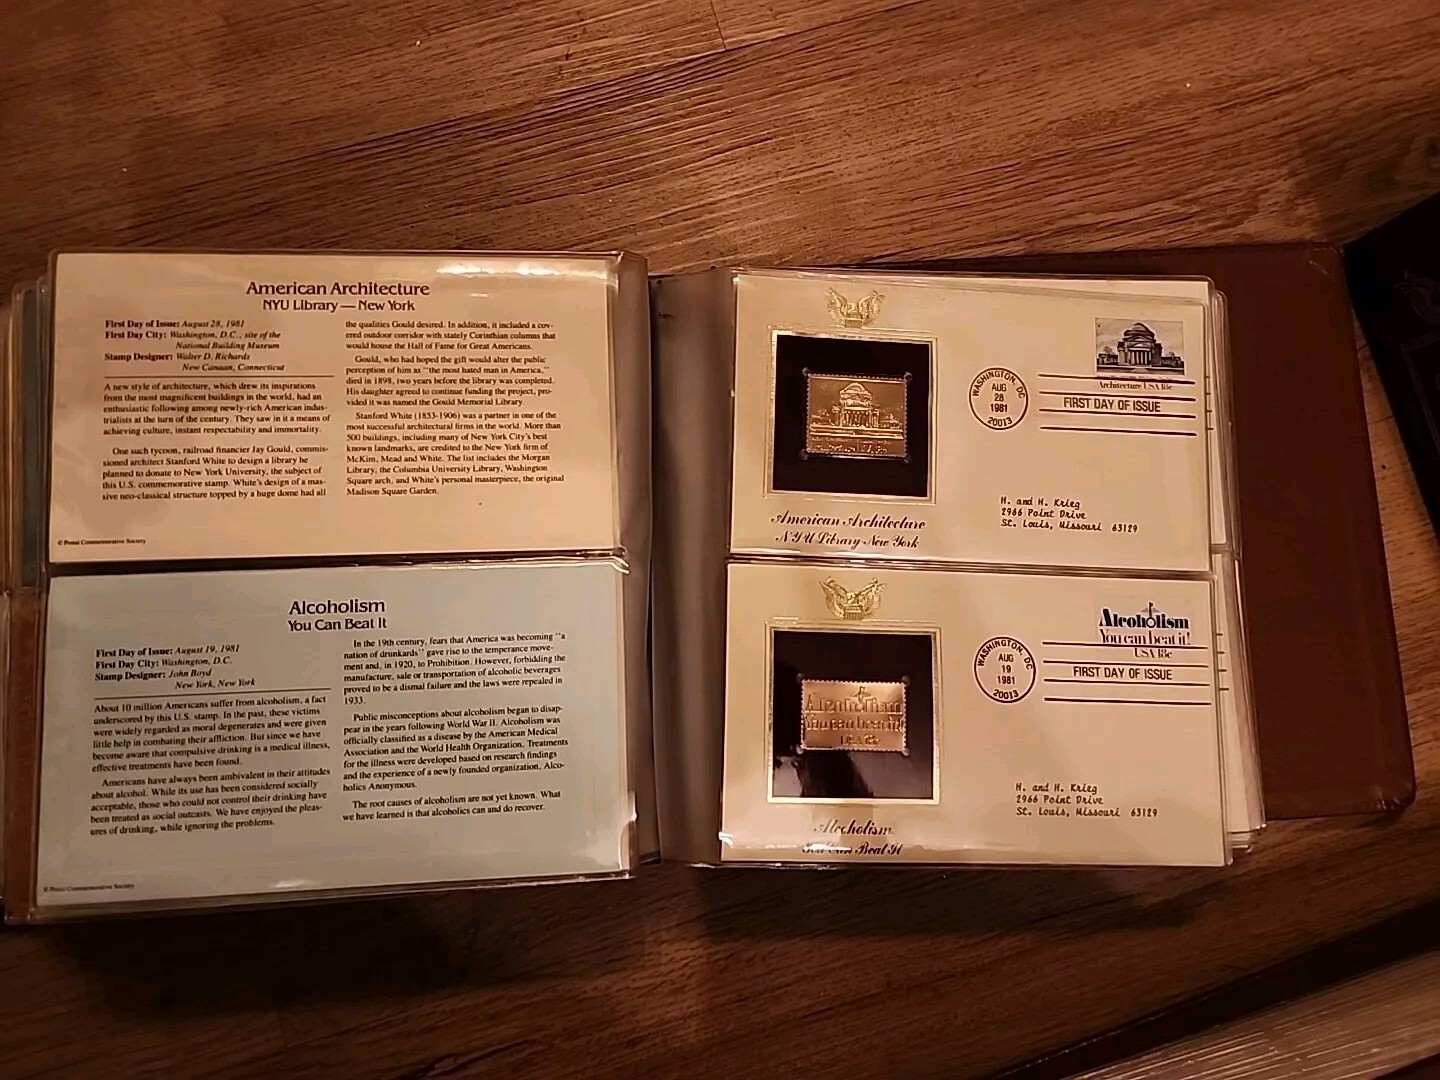 American Architecture
NYU Library — New York
First Day of Issue: August 28, 1981
First Day City: Washington, D.C., site of the
National Building Museum
Stamp Designer: Walter D. Richards
New Canaan, Connecticut
A new style of architecture, which drew its inspirations
from the most magnificent buildings in the world, had an
enthusiastic following among newly-rich American indus-
trialists at the turn of the century. They saw in it a means of
achieving culture, instant respectability and immortality.
One such tycoon, railroad financier Jay Gould, commis-
sioned architect Stanford White to design a library he
planned to donate to New York University, the subject of
this U.S. commemorative stamp. White's design of a mas-
sive neo-classical structure topped by a huge dome had all
the qualities Gould desired. In addition, it included a cov-
ered outdoor corridor with stately Corinthian columns that
would house the Hall of Fame for Great Americans.
Gould, who had hoped the gift would alter the public
perception of him as "the most hated man in America,"
died in 1898, two years before the library was completed.
His daughter agreed to continue funding the project, pro-
vided it was named the Gould Memorial Library.
Stanford White (1853-1906) was a partner in one of the
most successful architectural firms in the world. More than
500 buildings, including many of New York City's best
known landmarks, are credited to the New York firm of
McKim, Mead and White. The list includes the Morgan
Library, the Columbia University Library, Washington
Square arch, and White's personal masterpiece, the original
Madison Square Garden.
© Postal Commemorative Society
Alcoholism
You Can Beat It
First Day of Issue: August 19, 1981
First Day City: Washington, D.C.
Stamp Designer: John Boyd
New York, New York
About 10 million Americans suffer from alcoholism, a fact
underscored by this U.S. stamp. In the past, these victims
were widely regarded as moral degenerates and were given
little help in combating their affliction. But since we have
become aware that compulsive drinking is a medical illness,
effective treatments have been found.
Americans have always been ambivalent in their attitudes
about alcohol. While its use has been considered socially
acceptable, those who could not control their drinking have
been treated as social outcasts. We have enjoyed the pleas-
ures of drinking, while ignoring the problems.
In the 19th century, fears that America was becoming "a
nation of drunkards" gave rise to the temperance move-
ment and, in 1920, to Prohibition. However, forbidding the
manufacture, sale or transportation of alcoholic beverages
proved to be a dismal failure and the laws were repealed in
1933.
Public misconceptions about alcoholism began to disap-
pear in the years following World War II. Alcoholism was
officially classified as a disease by the American Medical
Association and the World Health Organization. Treatments
for the illness were developed based on research findings
and the experience of a newly founded organization, Alco-
holics Anonymous.
The root causes of alcoholism are not yet known. What
we have learned is that alcoholics can and do recover.
© Postal Commemorative Society
Architecture USA 18c
WASHINGTON, DC
AUG
28
1981
20013
FIRST DAY OF ISSUE
H. and H. Krieg
2966 Point Drive
St. Louis, Missouri 63129
American Architecture
NYU Library New York
Alcoholism
You can beat it!
USA 18c
WASHINGTON, DC
AUG
19
1981
20013
FIRST DAY OF ISSUE
Alcoholism
You can beat it!
USA 18c
H. and H. Krieg
2966 Point Drive
St. Louis, Missouri 63129
Alcoholism
You Can Beat It